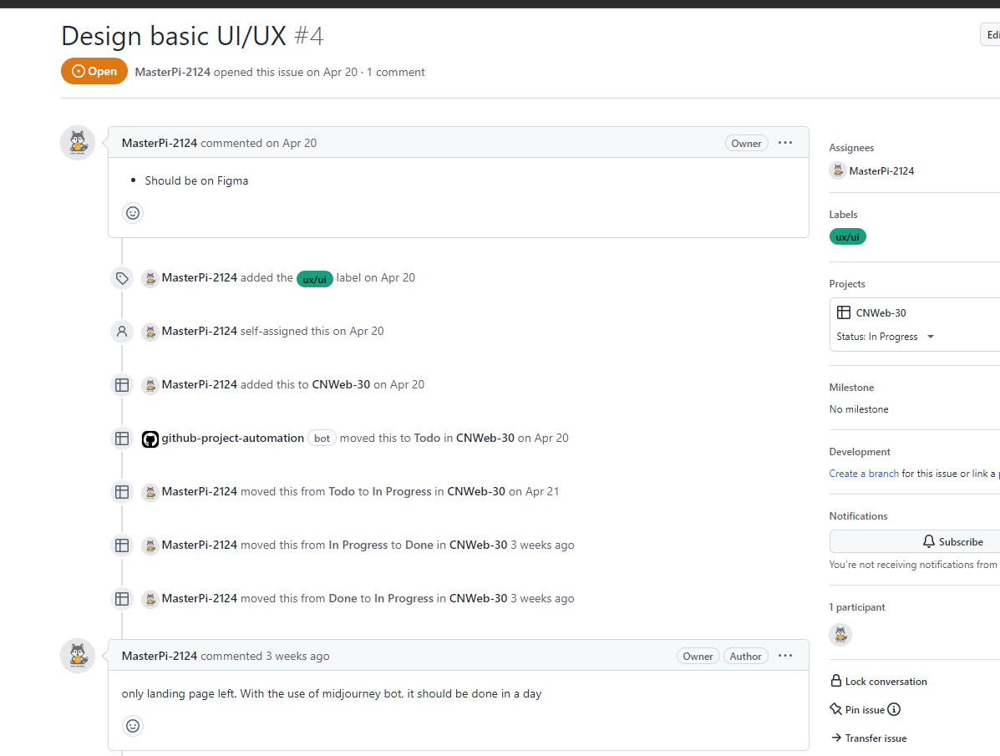 Design basic UI/UX #4
Open MasterPi-2124 opened this issue on Apr 20 · 1 comment
MasterPi-2124 commented on Apr 20 Owner
• Should be on Figma
MasterPi-2124 added the ux/ui label on Apr 20
MasterPi-2124 self-assigned this on Apr 20
MasterPi-2124 added this to CNWeb-30 on Apr 20
github-project-automation bot moved this to Todo in CNWeb-30 on Apr 20
MasterPi-2124 moved this from Todo to In Progress in CNWeb-30 on Apr 21
MasterPi-2124 moved this from In Progress to Done in CNWeb-30 3 weeks ago
MasterPi-2124 moved this from Done to In Progress in CNWeb-30 3 weeks ago
MasterPi-2124 commented 3 weeks ago Owner Author
only landing page left. With the use of midjourney bot, it should be done in a day
Edi
Assignees
MasterPi-2124
Labels
ux/ui
Projects
CNWeb-30
Status: In Progress
Milestone
No milestone
Development
Create a branch for this issue or link a p
Notifications
Subscribe
You're not receiving notifications from
1 participant
Lock conversation
Pin issue
Transfer issue